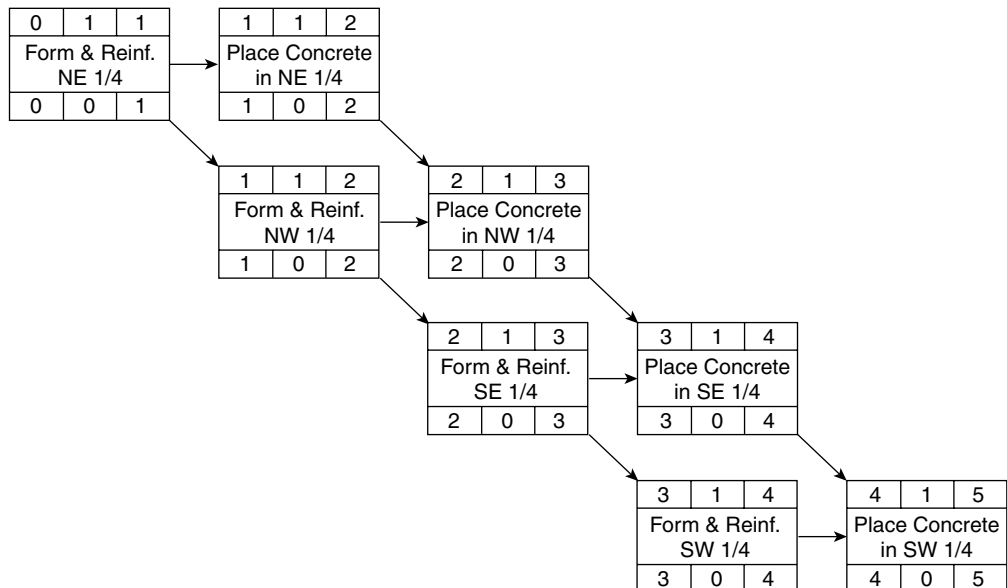 0 1 1
Form & Reinf.
NE 1/4
0 0 1
1 1 2
Place Concrete
in NE 1/4
1 0 2
1 1 2
Form & Reinf.
NW 1/4
1 0 2
2 1 3
Place Concrete
in NW 1/4
2 0 3
2 1 3
Form & Reinf.
SE 1/4
2 0 3
3 1 4
Place Concrete
in SE 1/4
3 0 4
3 1 4
Form & Reinf.
SW 1/4
3 0 4
4 1 5
Place Concrete
in SW 1/4
4 0 5